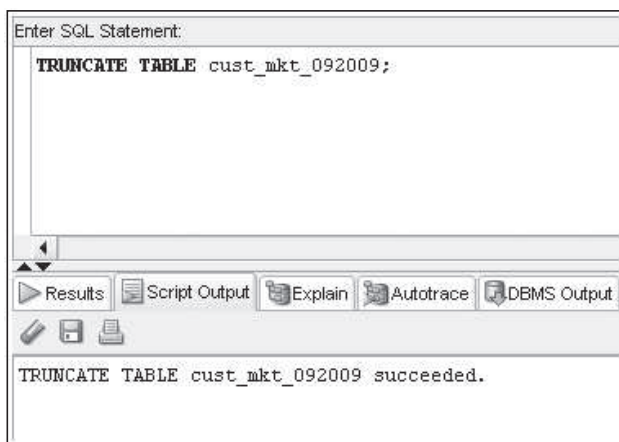 Enter SQL Statement:
TRUNCATE TABLE cust_mkt_092009;
Results Script Output Explain Autotrace DBMS Output
TRUNCATE TABLE cust_mkt_092009 succeeded.